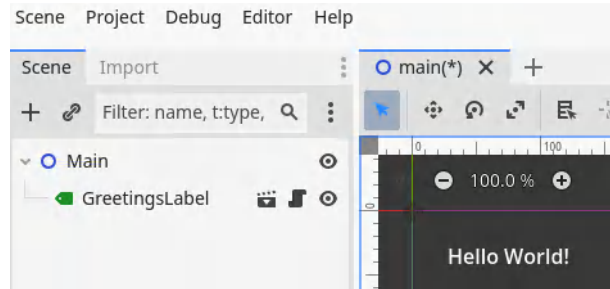 Scene Project Debug Editor Help
Scene Import
main(*)
Filter: name, t:type,
Main
GreetingsLabel
0 100
100.0 %
0
Hello World!